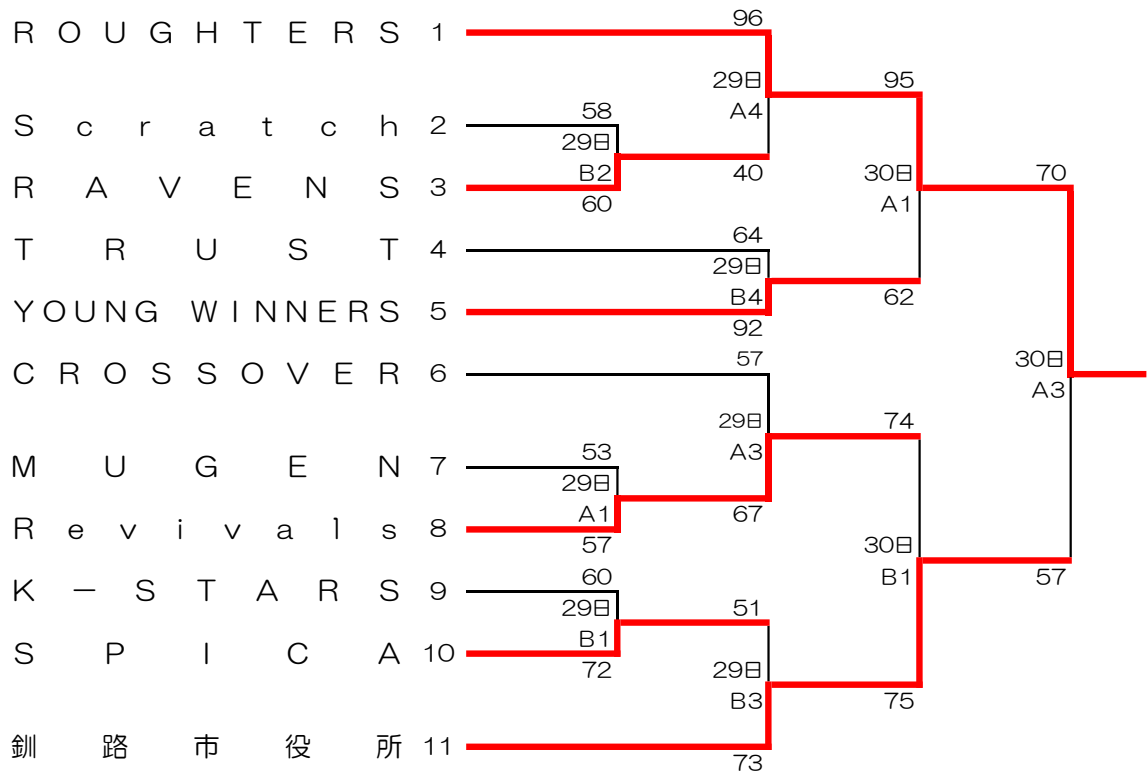 ROUGHTERS 1
96
29日
95
A4
58
Scratch 2
29日
B2
40
RAVENS 3
60
30日
70
A1
64
TRUST 4
29日
B4
62
YOUNG WINNERS 5
92
57
CROSSOVER 6
30日
A3
29日
74
A3
53
MUGEN 7
29日
A1
67
Revivals 8
57
30日
B1
57
60
K－STARS 9
29日
51
B1
SPICA 10
72
29日
B3
75
釧路市役所 11
73